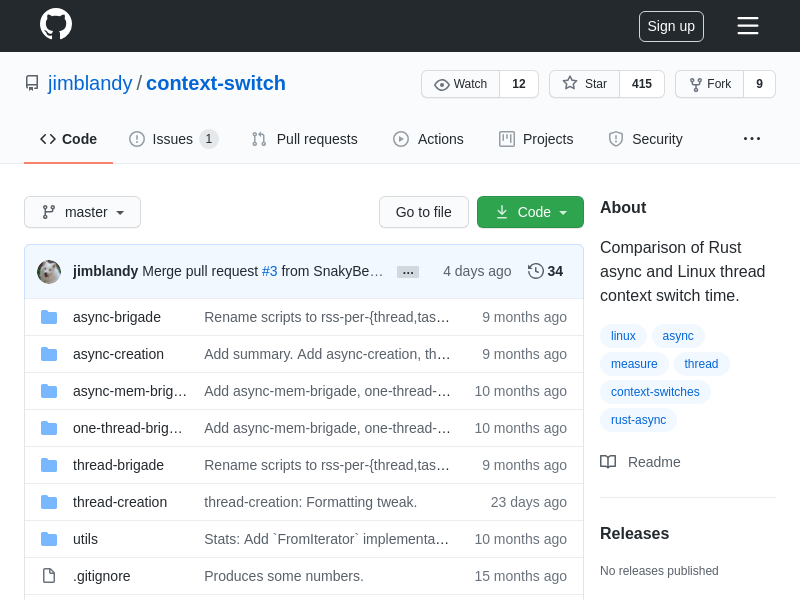 Sign up
jimblandy / context-switch
Watch 12 Star 415 Fork 9
Code Issues 1 Pull requests Actions Projects Security ...
master Go to file Code
jimblandy Merge pull request #3 from SnakyBe… ... 4 days ago 34
async-brigade Rename scripts to rss-per-{thread,tas… 9 months ago
async-creation Add summary. Add async-creation, th… 9 months ago
async-mem-brig… Add async-mem-brigade, one-thread-… 10 months ago
one-thread-brig… Add async-mem-brigade, one-thread-… 10 months ago
thread-brigade Rename scripts to rss-per-{thread,tas… 9 months ago
thread-creation thread-creation: Formatting tweak. 23 days ago
utils Stats: Add `FromIterator` implementa… 10 months ago
.gitignore Produces some numbers. 15 months ago
About
Comparison of Rust
async and Linux thread
context switch time.
linux async
measure thread
context-switches
rust-async
Readme
Releases
No releases published